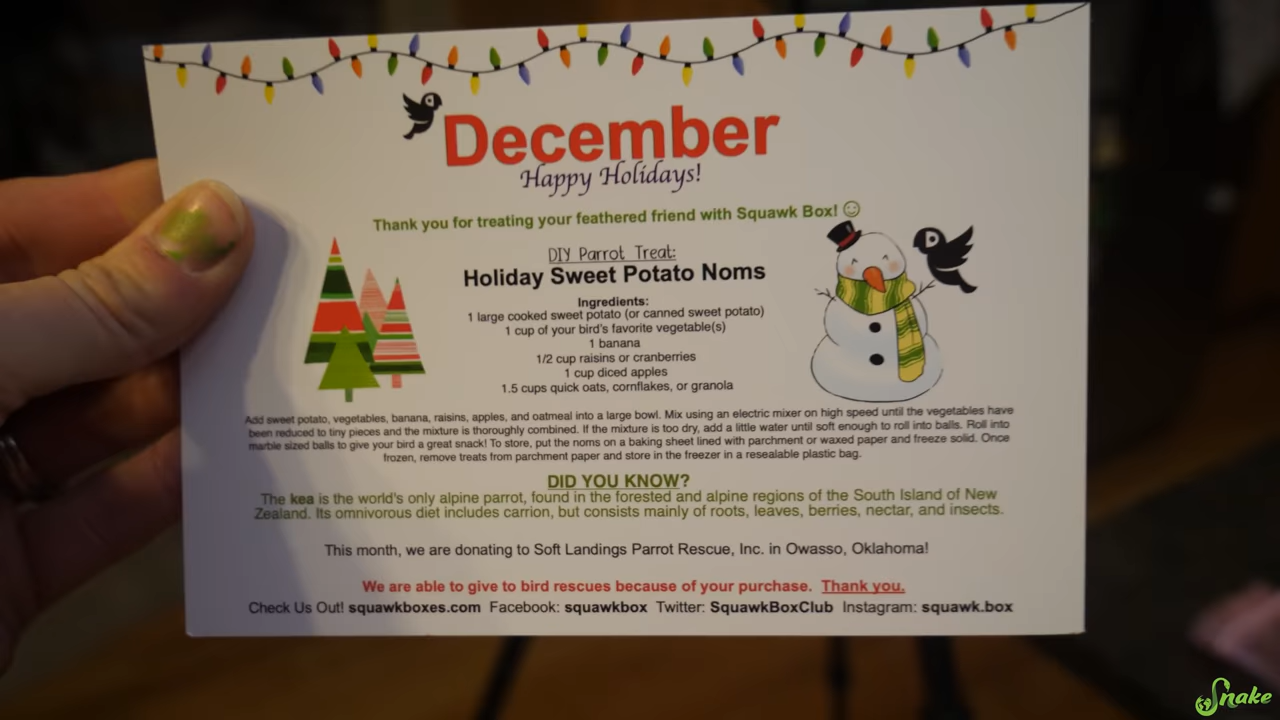 December
Happy Holidays!
Thank you for treating your feathered friend with Squawk Box! ☺
DIY Parrot Treat:
Holiday Sweet Potato Noms
Ingredients:
1 large cooked sweet potato (or canned sweet potato)
1 cup of your bird's favorite vegetable(s)
1 banana
1/2 cup raisins or cranberries
1 cup diced apples
1.5 cups quick oats, cornflakes, or granola
Add sweet potato, vegetables, banana, raisins, apples, and oatmeal into a large bowl. Mix using an electric mixer on high speed until the vegetables have
been reduced to tiny pieces and the mixture is thoroughly combined. If the mixture is too dry, add a little water until soft enough to roll into balls. Roll into
marble sized balls to give your bird a great snack! To store, put the noms on a baking sheet lined with parchment or waxed paper and freeze solid. Once
frozen, remove treats from parchment paper and store in the freezer in a resealable plastic bag.
DID YOU KNOW?
The kea is the world's only alpine parrot, found in the forested and alpine regions of the South Island of New
Zealand. Its omnivorous diet includes carrion, but consists mainly of roots, leaves, berries, nectar, and insects.
This month, we are donating to Soft Landings Parrot Rescue, Inc. in Owasso, Oklahoma!
We are able to give to bird rescues because of your purchase. Thank you.
Check Us Out! squawkboxes.com Facebook: squawkbox Twitter: SquawkBoxClub Instagram: squawk.box
Snake